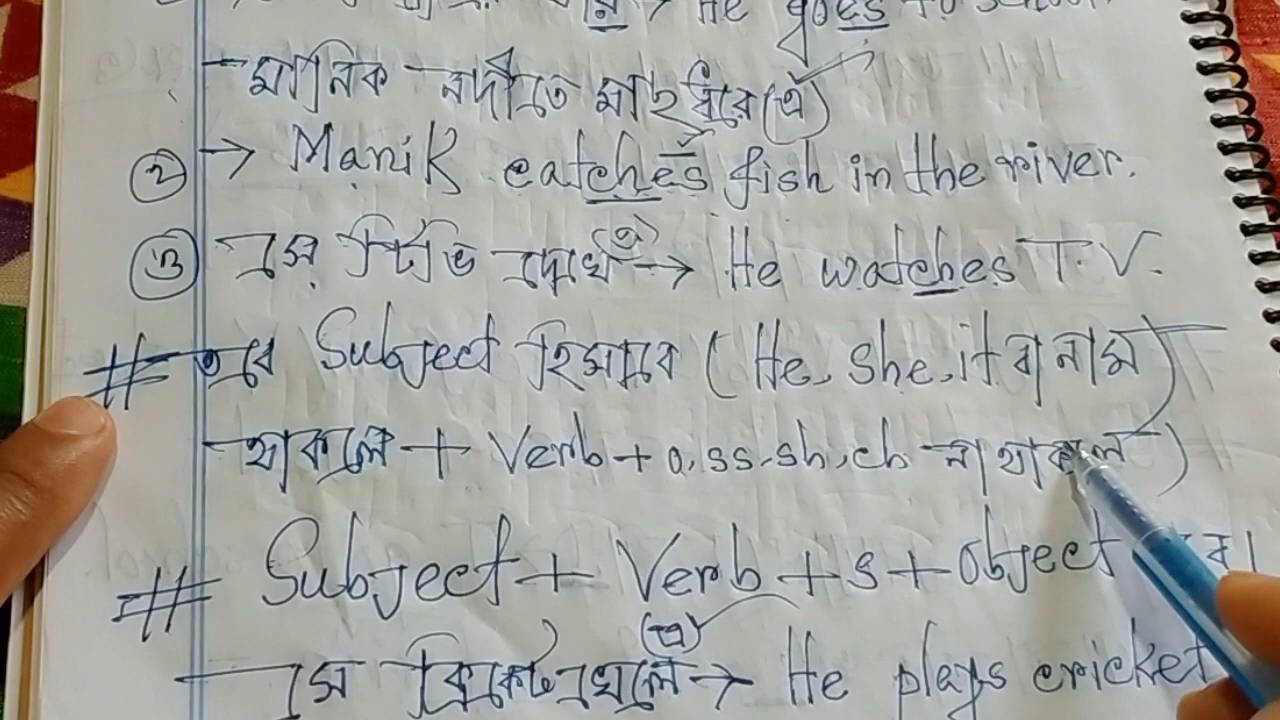 He goes to school.
মানিক নদীতে মাছ ধরে (এ)
② → Manik catches fish in the river.
③ সে টিভি দেখে (এ) → He watches T.V.
# তবে Subject হিসাবে (He, She, it বা নাম)
থাকলে + Verb + o, ss, sh, ch না থাকলে)
# Subject + Verb + s + object
(এ)
সে ক্রিকেট খেলে → He plays cricket